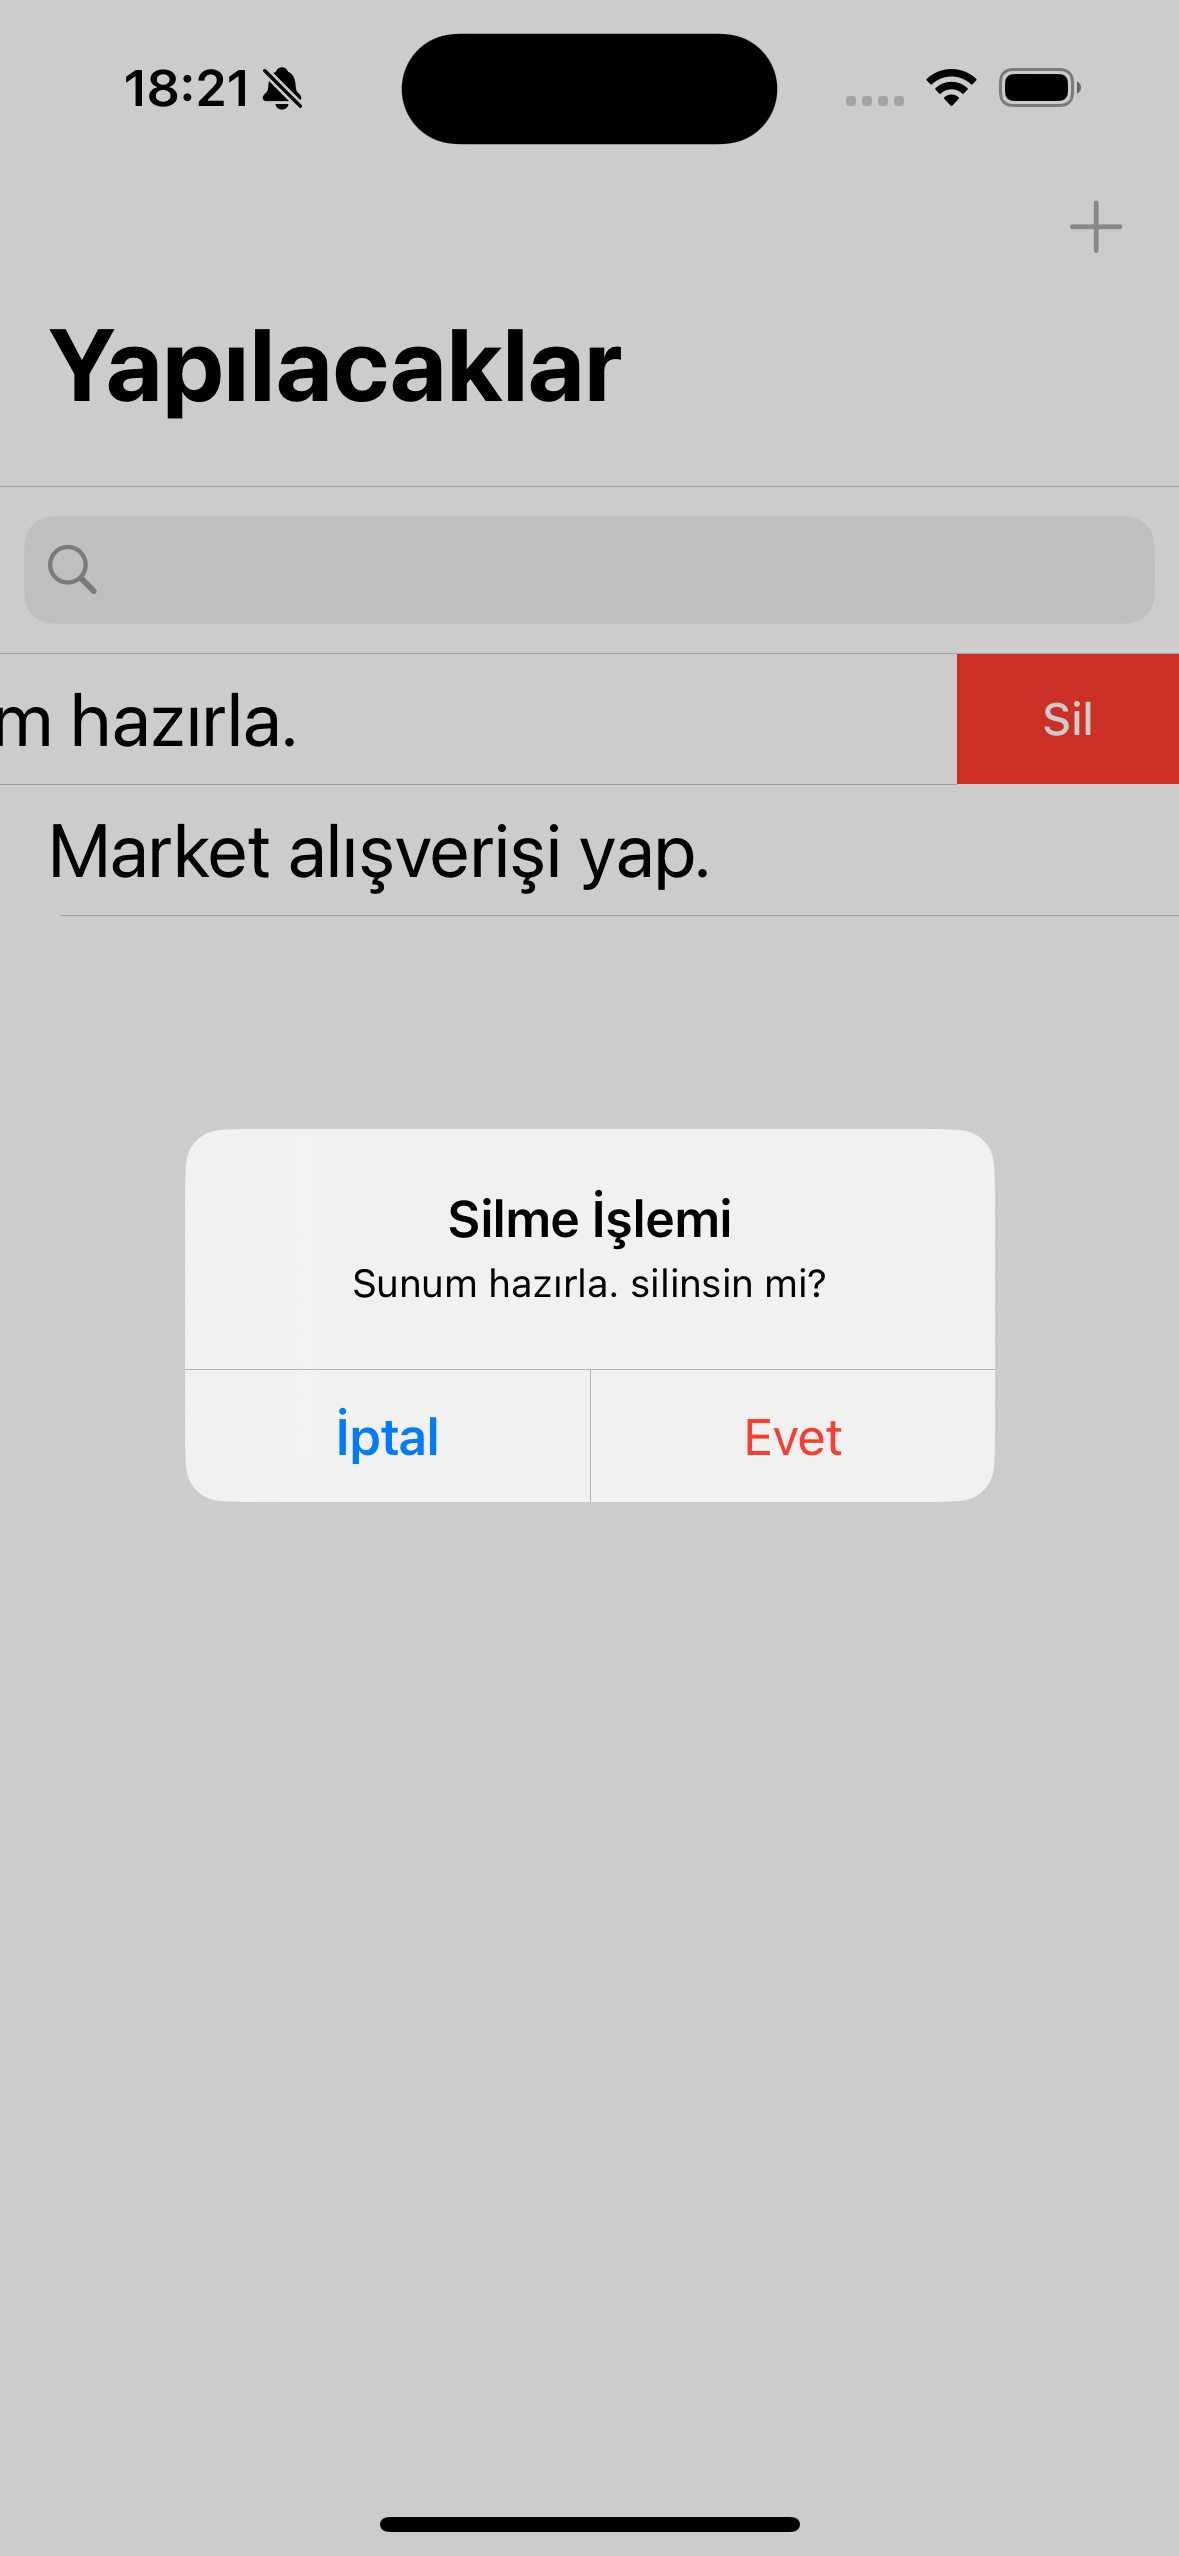 18:21
Yapılacaklar
m hazırla.
Sil
Market alışverişi yap.
Silme İşlemi
Sunum hazırla. silinsin mi?
İptal
Evet